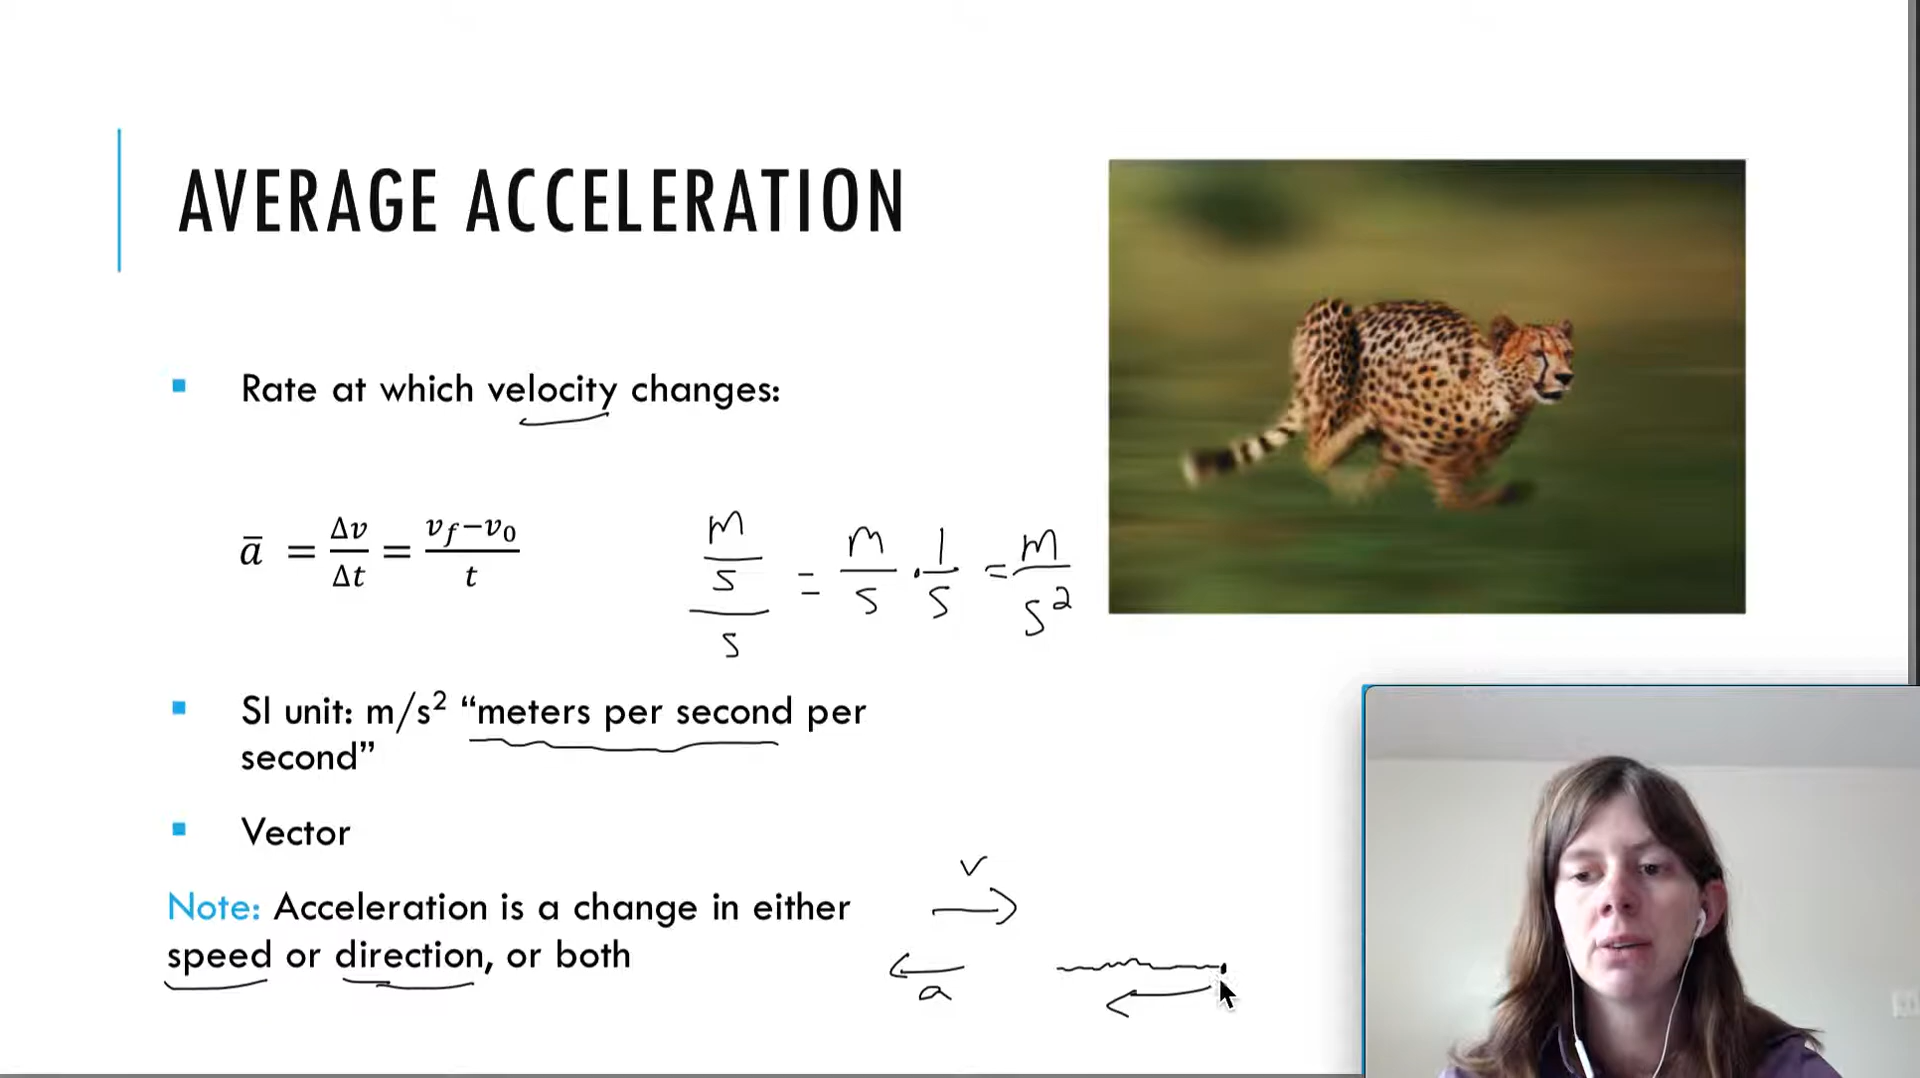 AVERAGE ACCELERATION
▪ Rate at which velocity changes:
ā = Δv/Δt = (v_f − v_0)/t
(m/s)/s = m/s · 1/s = m/s²
▪ SI unit: m/s² “meters per second per
second”
▪ Vector
v
Note: Acceleration is a change in either
speed or direction, or both
a